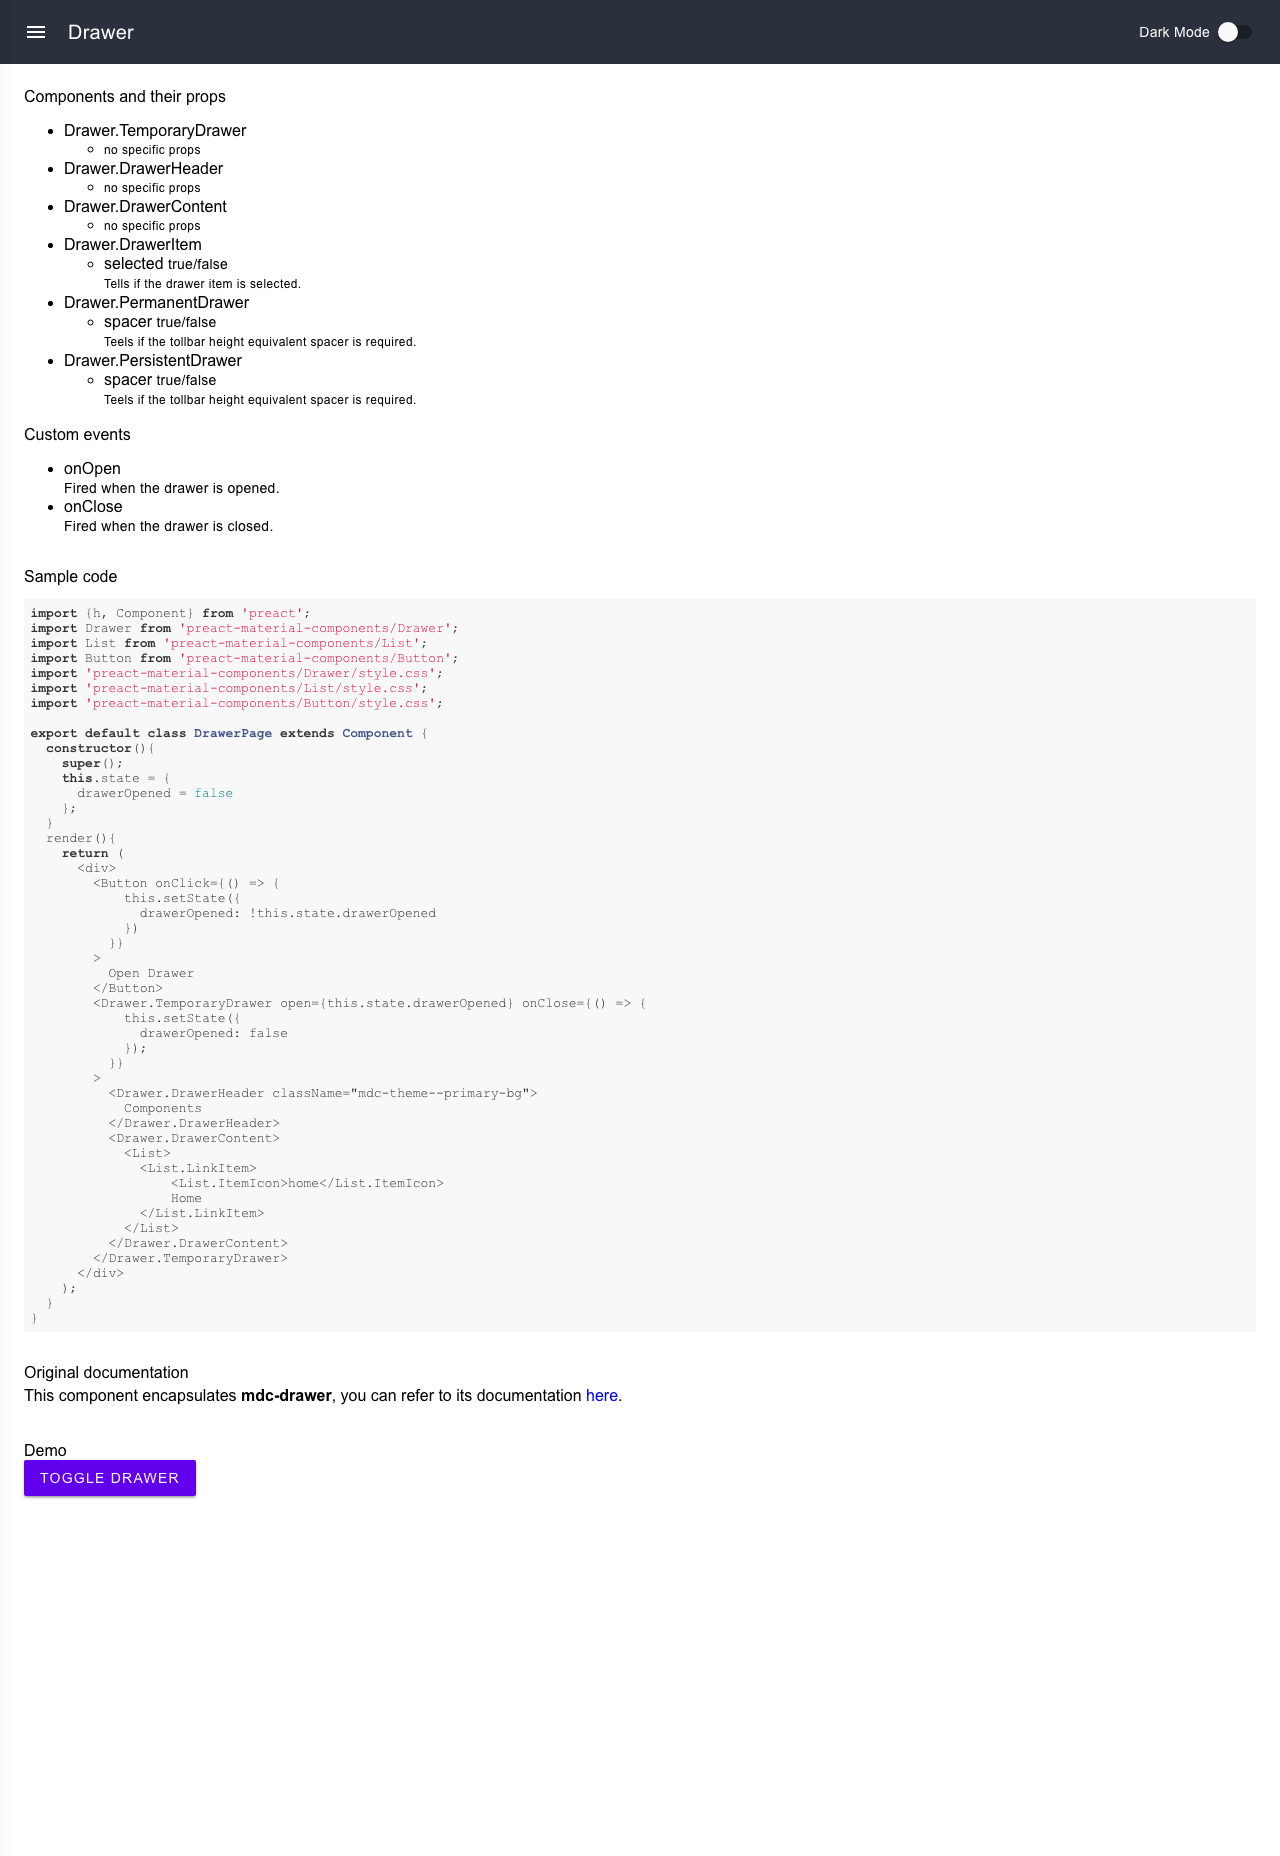 Drawer
Dark Mode
Components and their props
Drawer.TemporaryDrawer
no specific props
Drawer.DrawerHeader
no specific props
Drawer.DrawerContent
no specific props
Drawer.DrawerItem
selected true/false
Tells if the drawer item is selected.
Drawer.PermanentDrawer
spacer true/false
Teels if the tollbar height equivalent spacer is required.
Drawer.PersistentDrawer
spacer true/false
Teels if the tollbar height equivalent spacer is required.
Custom events
onOpen
Fired when the drawer is opened.
onClose
Fired when the drawer is closed.
Sample code
import {h, Component} from 'preact';
import Drawer from 'preact-material-components/Drawer';
import List from 'preact-material-components/List';
import Button from 'preact-material-components/Button';
import 'preact-material-components/Drawer/style.css';
import 'preact-material-components/List/style.css';
import 'preact-material-components/Button/style.css';

export default class DrawerPage extends Component {
  constructor(){
    super();
    this.state = {
      drawerOpened = false
    };
  }
  render(){
    return (
      <div>
        <Button onClick={() => {
            this.setState({
              drawerOpened: !this.state.drawerOpened
            })
          }}
        >
          Open Drawer
        </Button>
        <Drawer.TemporaryDrawer open={this.state.drawerOpened} onClose={() => {
            this.setState({
              drawerOpened: false
            });
          }}
        >
          <Drawer.DrawerHeader className="mdc-theme--primary-bg">
            Components
          </Drawer.DrawerHeader>
          <Drawer.DrawerContent>
            <List>
              <List.LinkItem>
                  <List.ItemIcon>home</List.ItemIcon>
                  Home
              </List.LinkItem>
            </List>
          </Drawer.DrawerContent>
        </Drawer.TemporaryDrawer>
      </div>
    );
  }
}
Original documentation
This component encapsulates mdc-drawer, you can refer to its documentation here.
Demo
TOGGLE DRAWER